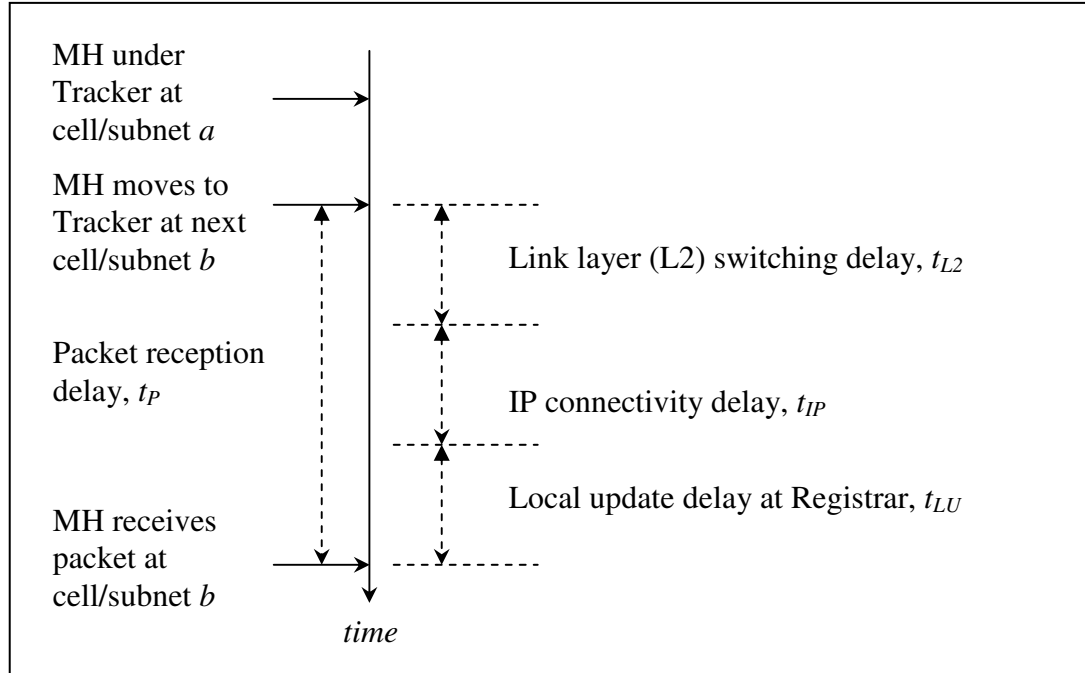 MH under
Tracker at
cell/subnet a
MH moves to
Tracker at next
cell/subnet b
Link layer (L2) switching delay, tL2
Packet reception
delay, tP
IP connectivity delay, tIP
Local update delay at Registrar, tLU
MH receives
packet at
cell/subnet b
time